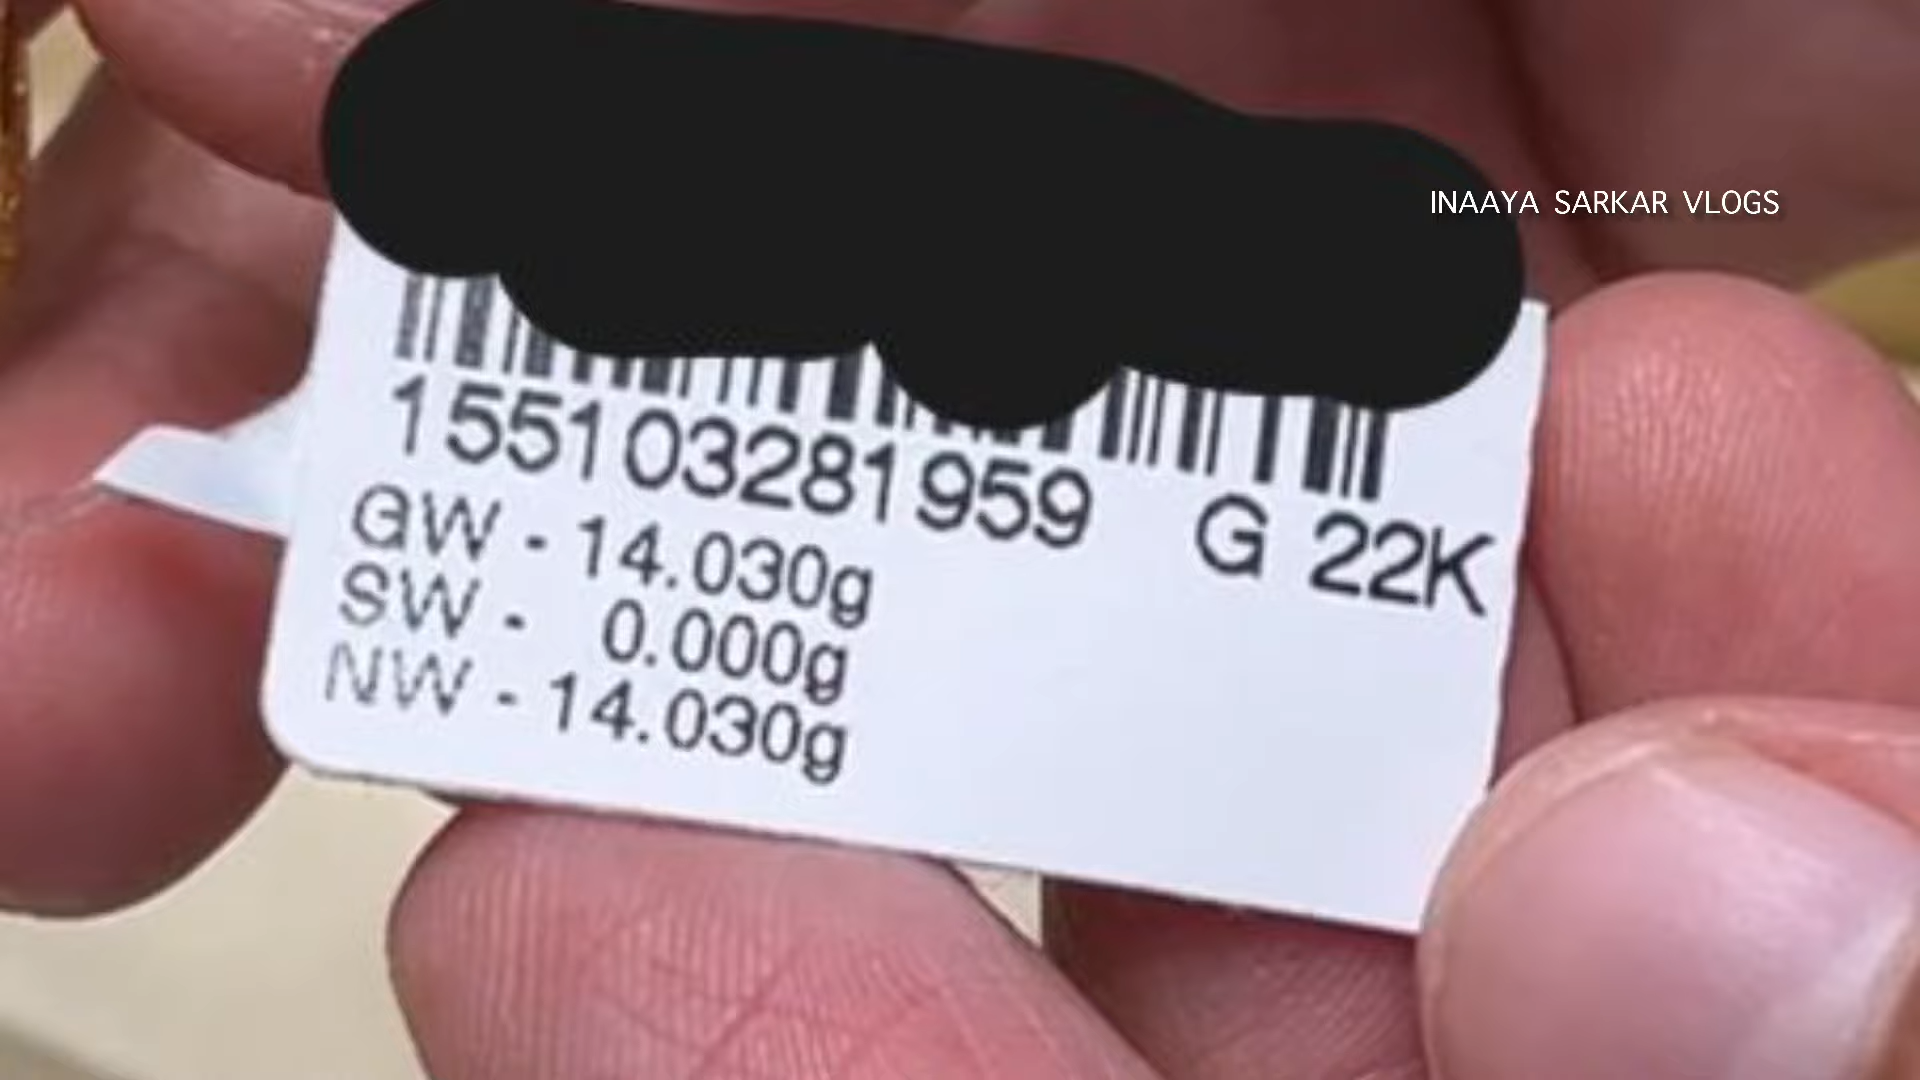 INAAYA SARKAR VLOGS
155103281959 G 22K
GW - 14.030g
SW - 0.000g
NW - 14.030g